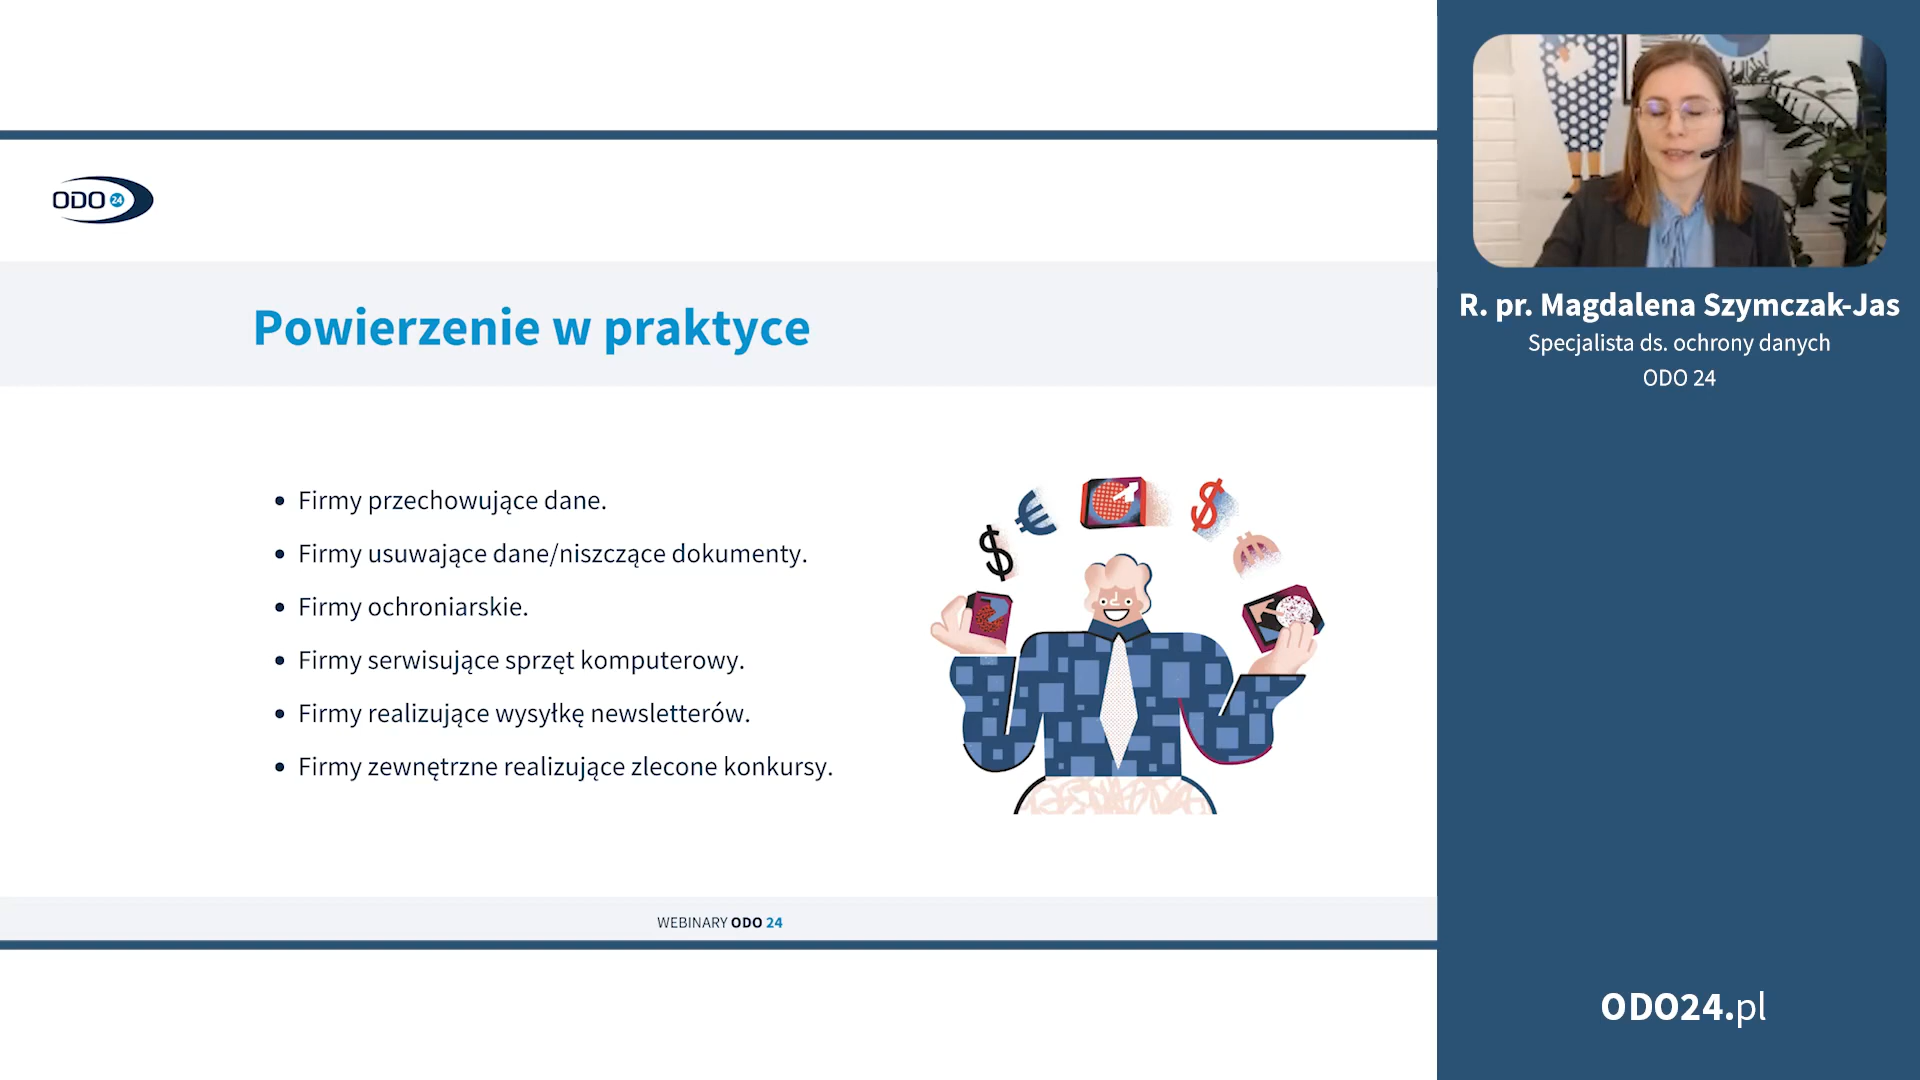 ODO 24
Powierzenie w praktyce
Firmy przechowujące dane.
Firmy usuwające dane/niszczące dokumenty.
Firmy ochroniarskie.
Firmy serwisujące sprzęt komputerowy.
Firmy realizujące wysyłkę newsletterów.
Firmy zewnętrzne realizujące zlecone konkursy.
WEBINARY ODO 24
R. pr. Magdalena Szymczak-Jas
Specjalista ds. ochrony danych
ODO 24
ODO24.pl